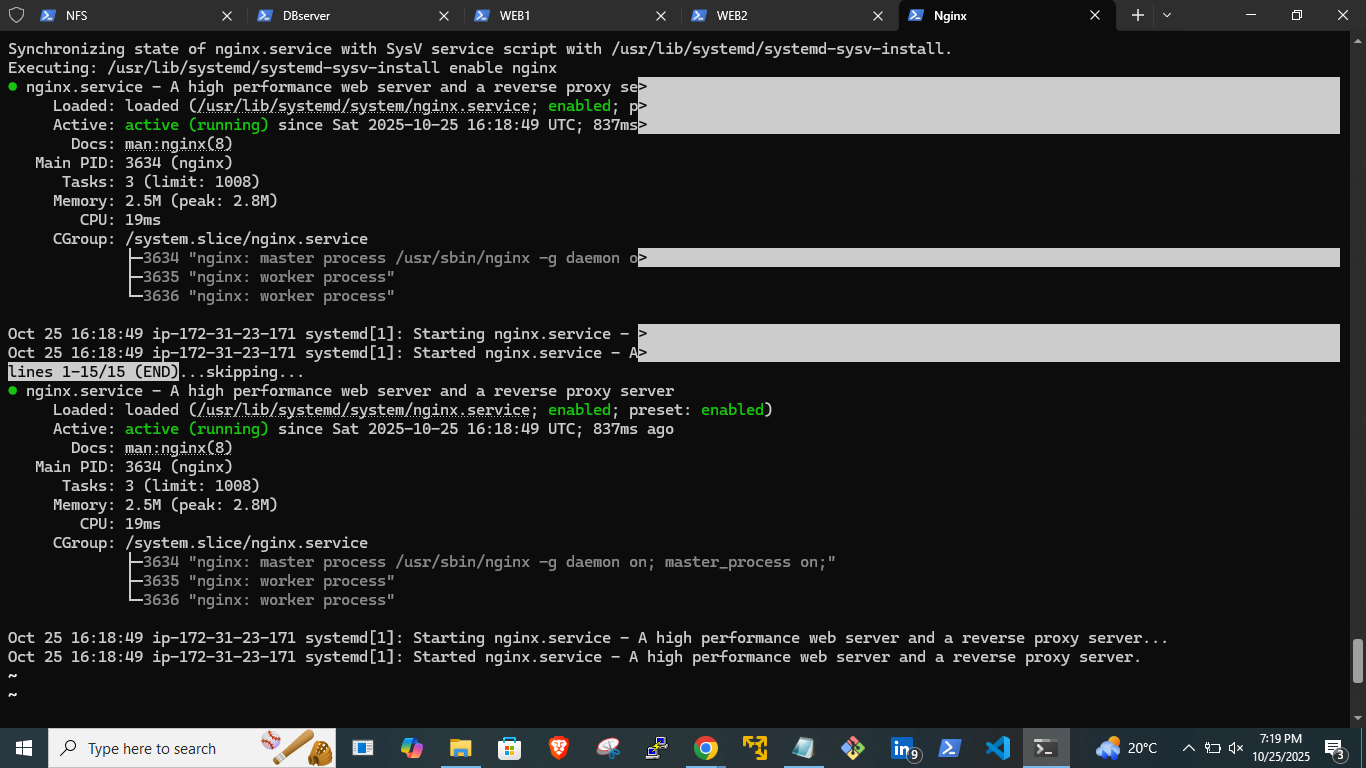 NFS DBserver WEB1 WEB2 Nginx
Synchronizing state of nginx.service with SysV service script with /usr/lib/systemd/systemd-sysv-install.
Executing: /usr/lib/systemd/systemd-sysv-install enable nginx
● nginx.service - A high performance web server and a reverse proxy se>
     Loaded: loaded (/usr/lib/systemd/system/nginx.service; enabled; p>
     Active: active (running) since Sat 2025-10-25 16:18:49 UTC; 837ms>
       Docs: man:nginx(8)
   Main PID: 3634 (nginx)
      Tasks: 3 (limit: 1008)
     Memory: 2.5M (peak: 2.8M)
        CPU: 19ms
     CGroup: /system.slice/nginx.service
             ├─3634 "nginx: master process /usr/sbin/nginx -g daemon o>
             ├─3635 "nginx: worker process"
             └─3636 "nginx: worker process"
Oct 25 16:18:49 ip-172-31-23-171 systemd[1]: Starting nginx.service - >
Oct 25 16:18:49 ip-172-31-23-171 systemd[1]: Started nginx.service - A>
lines 1-15/15 (END)...skipping...
● nginx.service - A high performance web server and a reverse proxy server
     Loaded: loaded (/usr/lib/systemd/system/nginx.service; enabled; preset: enabled)
     Active: active (running) since Sat 2025-10-25 16:18:49 UTC; 837ms ago
       Docs: man:nginx(8)
   Main PID: 3634 (nginx)
      Tasks: 3 (limit: 1008)
     Memory: 2.5M (peak: 2.8M)
        CPU: 19ms
     CGroup: /system.slice/nginx.service
             ├─3634 "nginx: master process /usr/sbin/nginx -g daemon on; master_process on;"
             ├─3635 "nginx: worker process"
             └─3636 "nginx: worker process"
Oct 25 16:18:49 ip-172-31-23-171 systemd[1]: Starting nginx.service - A high performance web server and a reverse proxy server...
Oct 25 16:18:49 ip-172-31-23-171 systemd[1]: Started nginx.service - A high performance web server and a reverse proxy server.
~
~
Type here to search
in 9
20°C
7:19 PM
10/25/2025
3